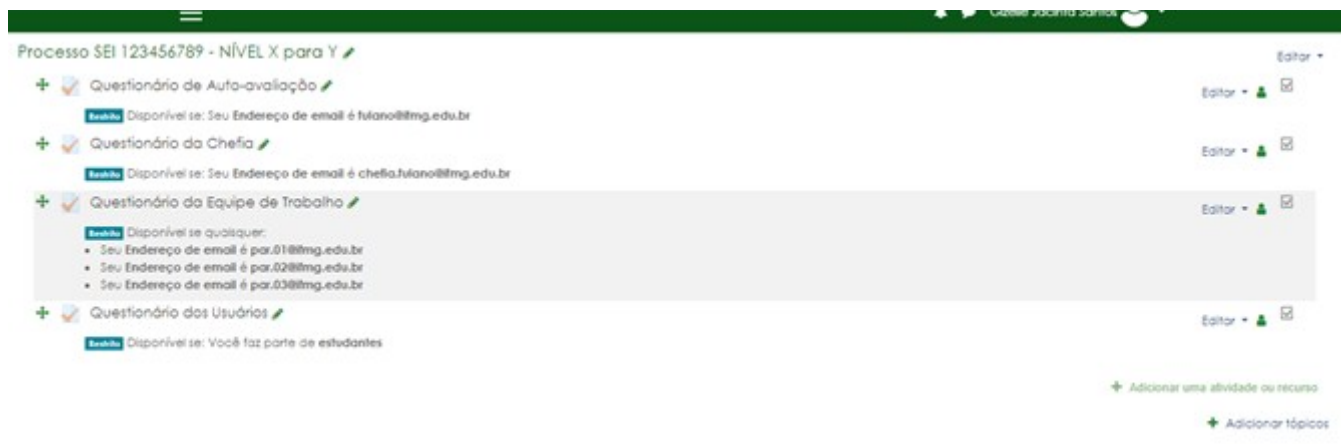 Gizelle Jacinta Santos
Processo SEI 123456789 - NÍVEL X para Y
Editar
Questionário de Auto-avaliação
Editar
Restrito Disponível se: Seu Endereço de email é fulano@ifmg.edu.br
Questionário da Chefia
Editar
Restrito Disponível se: Seu Endereço de email é chefia.fulano@ifmg.edu.br
Questionário da Equipe de Trabalho
Editar
Restrito Disponível se quaisquer:
• Seu Endereço de email é par.01@ifmg.edu.br
• Seu Endereço de email é par.02@ifmg.edu.br
• Seu Endereço de email é par.03@ifmg.edu.br
Questionário dos Usuários
Editar
Restrito Disponível se: Você faz parte de estudantes
+ Adicionar uma atividade ou recurso
+ Adicionar tópicos